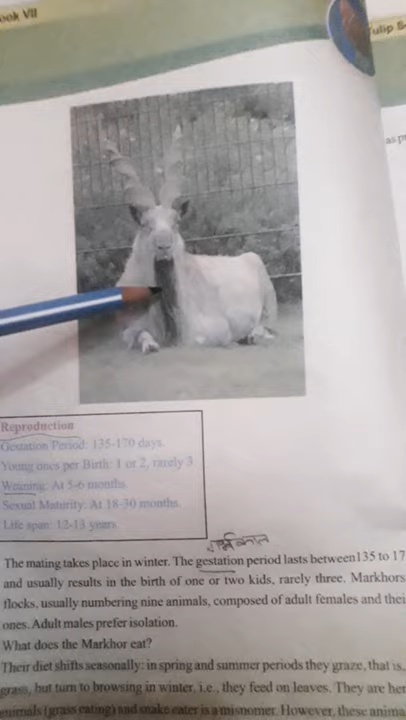 ook VII
Tulip S
as p
Reproduction
Gestation Period: 135-170 days.
Young ones per Birth: 1 or 2, rarely 3
Weaning: At 5-6 months.
Sexual Maturity: At 18-30 months.
Life span: 12-13 years.
गर्भकाल
The mating takes place in winter. The gestation period lasts between135 to 17
and usually results in the birth of one or two kids, rarely three. Markhors
flocks, usually numbering nine animals, composed of adult females and thei
ones. Adult males prefer isolation.
What does the Markhor eat?
Their diet shifts seasonally: in spring and summer periods they graze, that is,
grass, but turn to browsing in winter, i.e., they feed on leaves. They are her
animals (grass eating) and snake eater is a misnomer. However, these anima